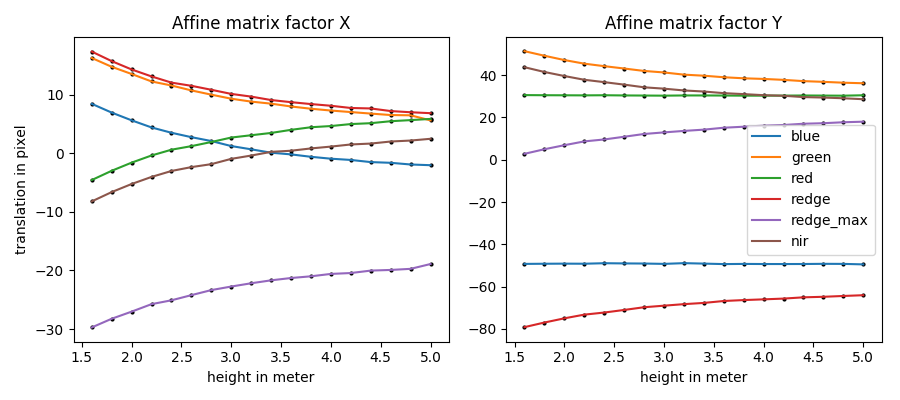 Affine matrix factor X
translation in pixel
10
0
−10
−20
−30
1.5 2.0 2.5 3.0 3.5 4.0 4.5 5.0
height in meter
Affine matrix factor Y
40
20
0
−20
−40
−60
−80
blue
green
red
redge
redge_max
nir
1.5 2.0 2.5 3.0 3.5 4.0 4.5 5.0
height in meter